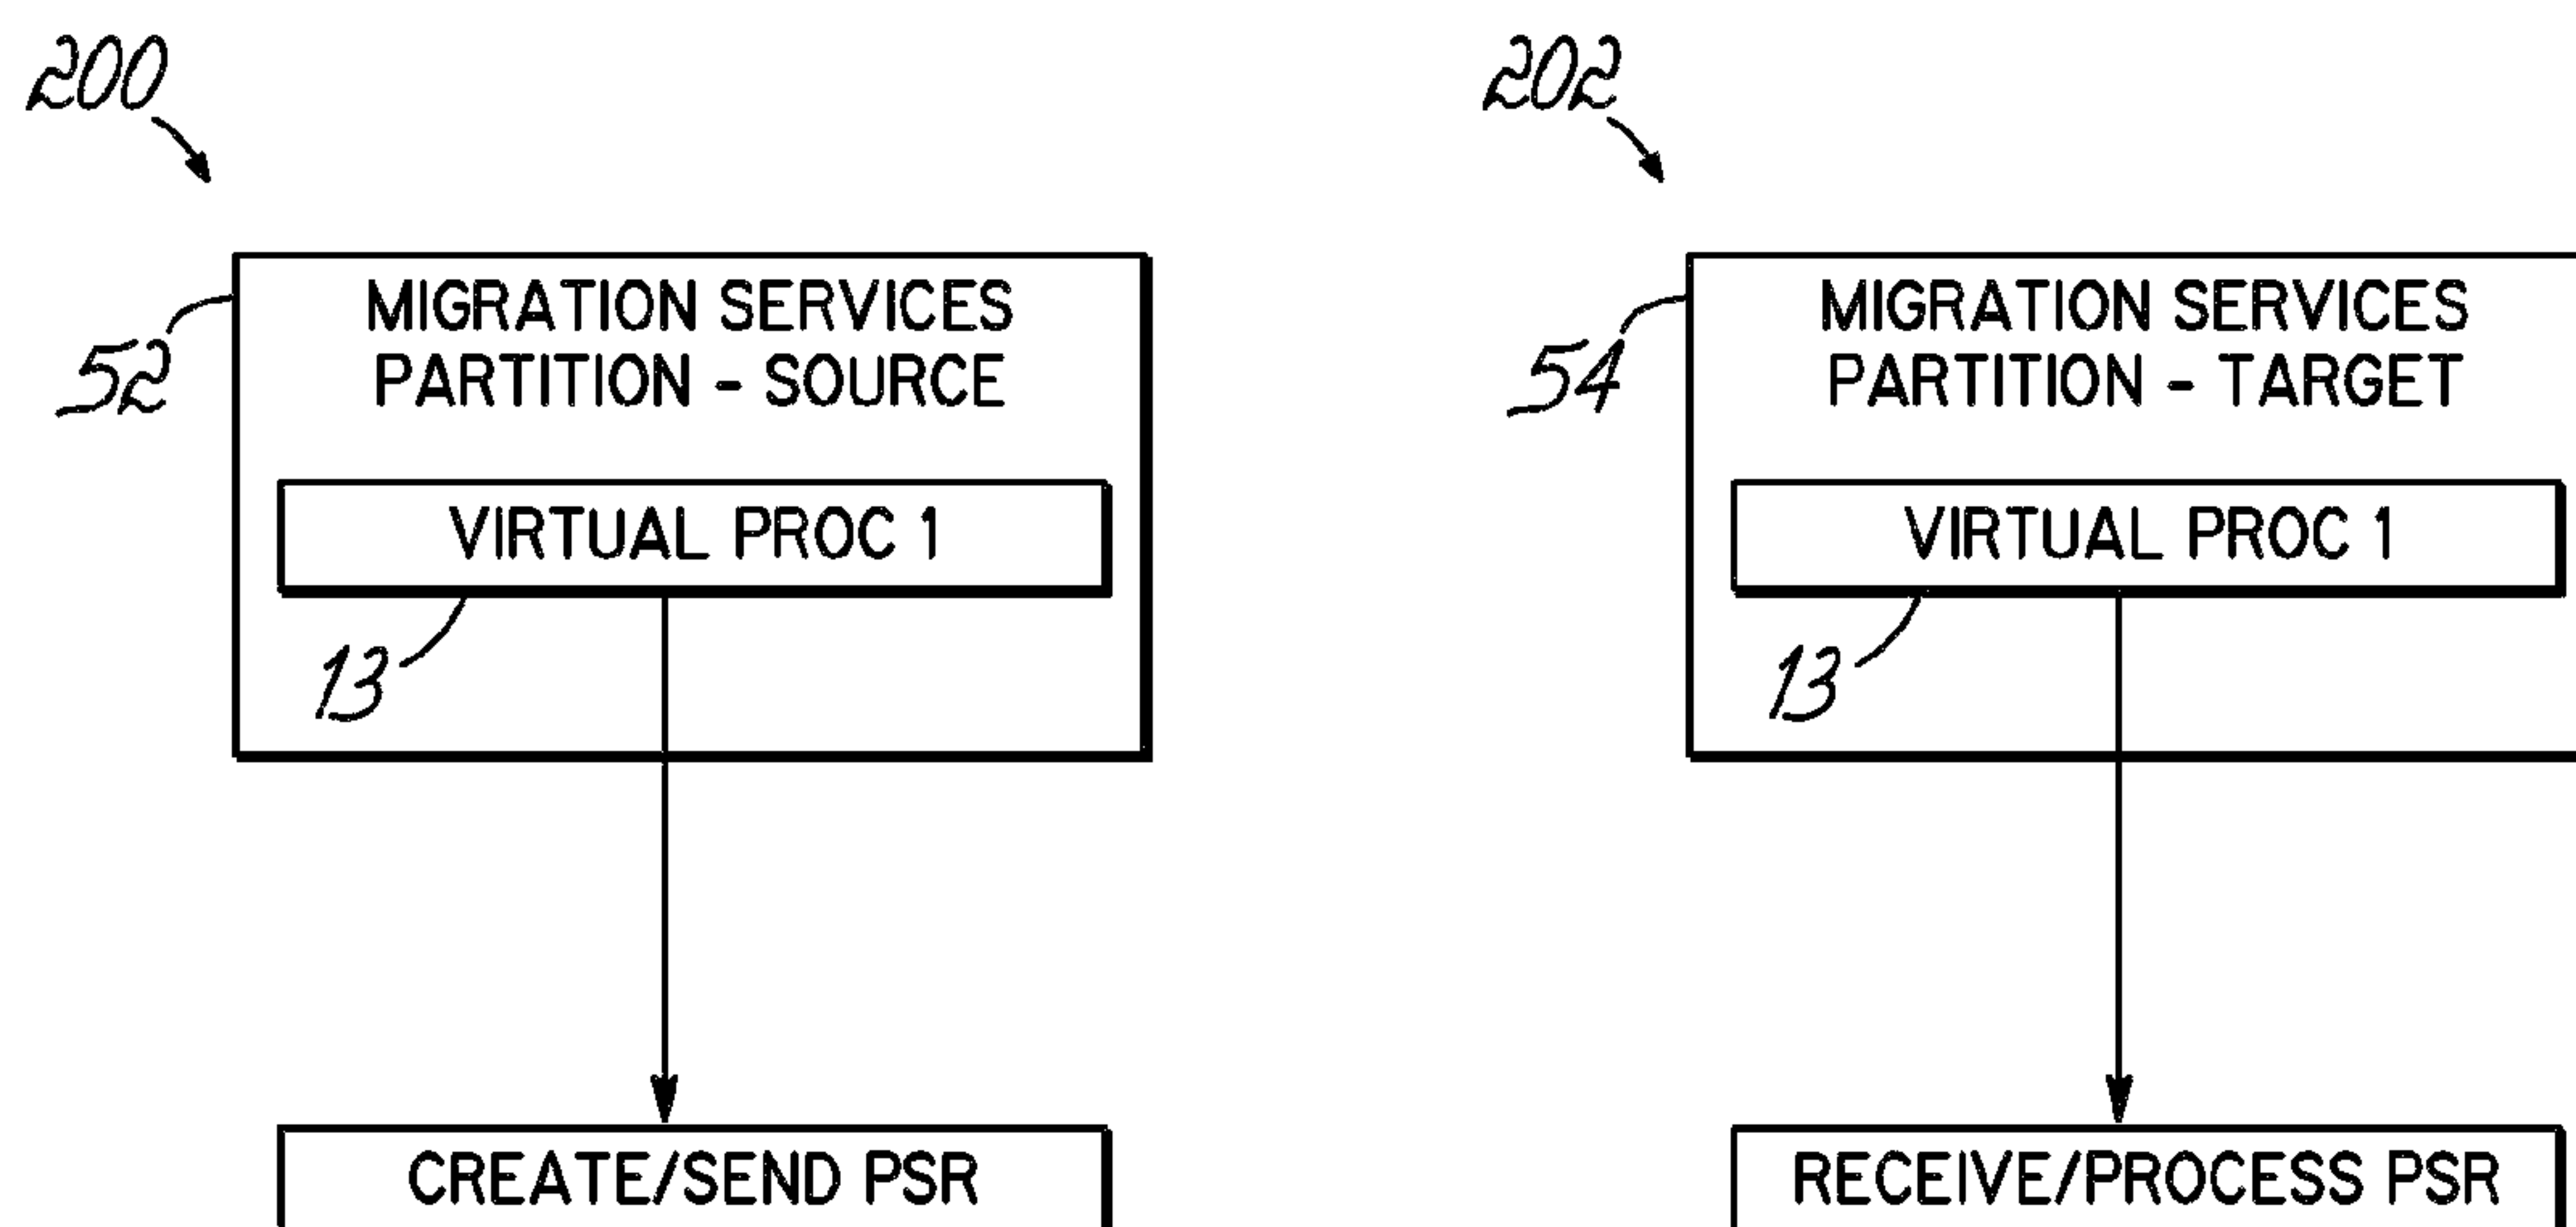 200
202
MIGRATION SERVICES
PARTITION - SOURCE
52
VIRTUAL PROC 1
13
MIGRATION SERVICES
PARTITION - TARGET
54
VIRTUAL PROC 1
13
CREATE/SEND PSR
RECEIVE/PROCESS PSR